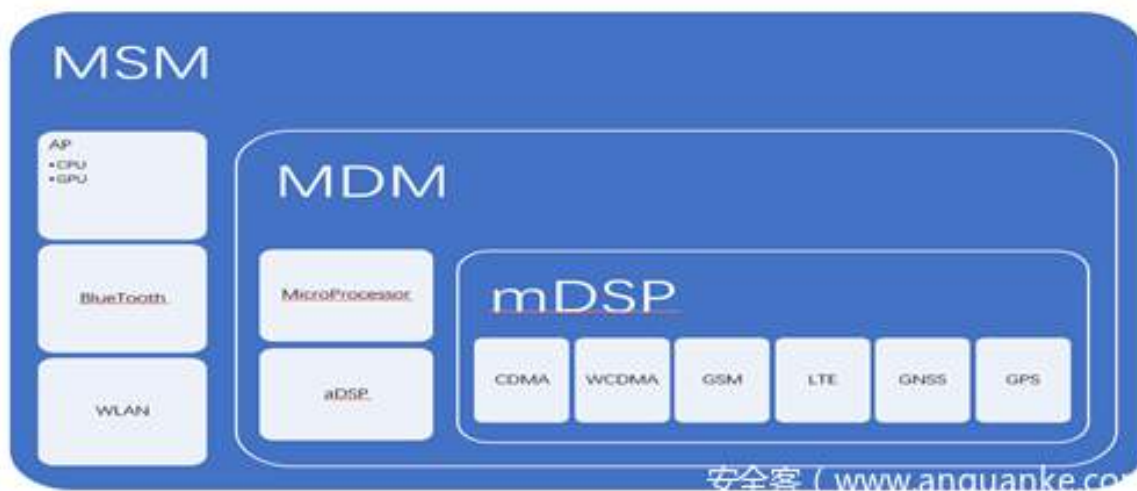 MSM
AP
• CPU
• GPU
BlueTooth
WLAN
MDM
MicroProcessor
aDSP
mDSP
CDMA
WCDMA
GSM
LTE
GNSS
GPS
安全客 ( www.anquanke.com